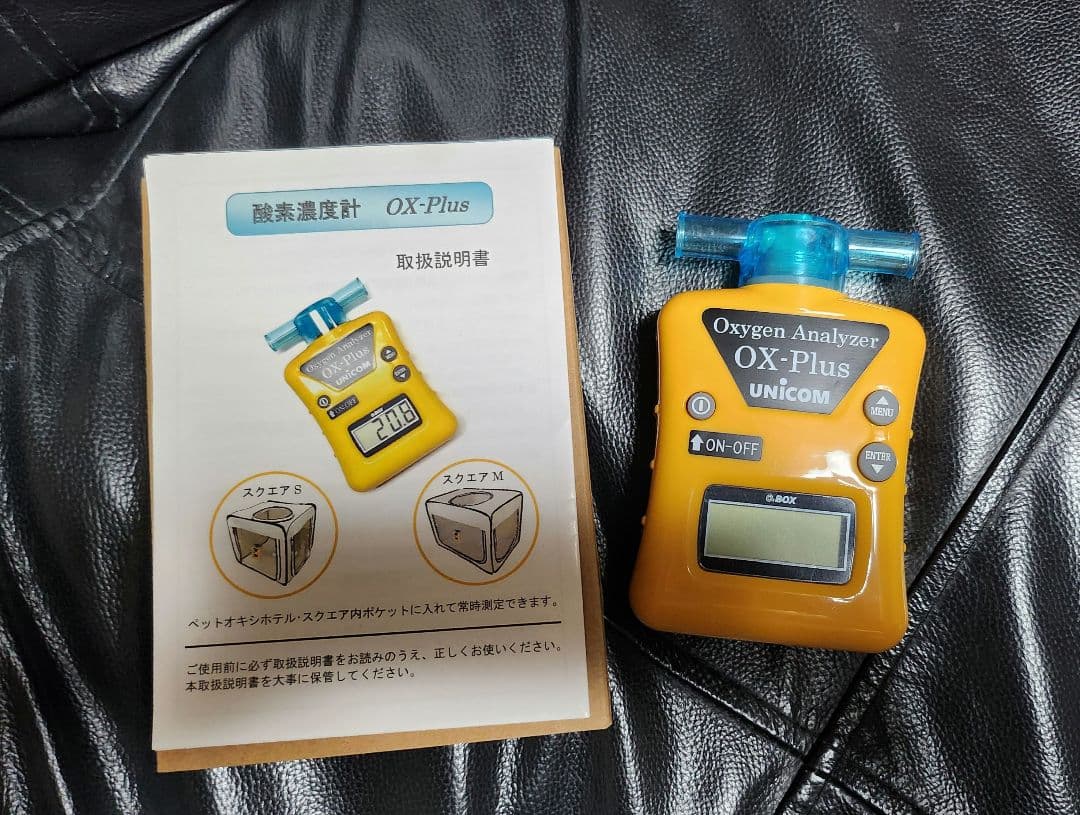 酸素濃度計 OX-Plus
取扱説明書
Oxygen Analyzer
OX-Plus
UNiCOM
ON-OFF
20.6
スクエア S
スクエア M
ペットオキシホテル・スクエア内ポケットに入れて常時測定できます。
ご使用前に必ず取扱説明書をお読みのうえ、正しくお使いください。
本取扱説明書を大事に保管してください。
Oxygen Analyzer
OX-Plus
UNiCOM
MENU
ON-OFF
ENTER
O₂BOX